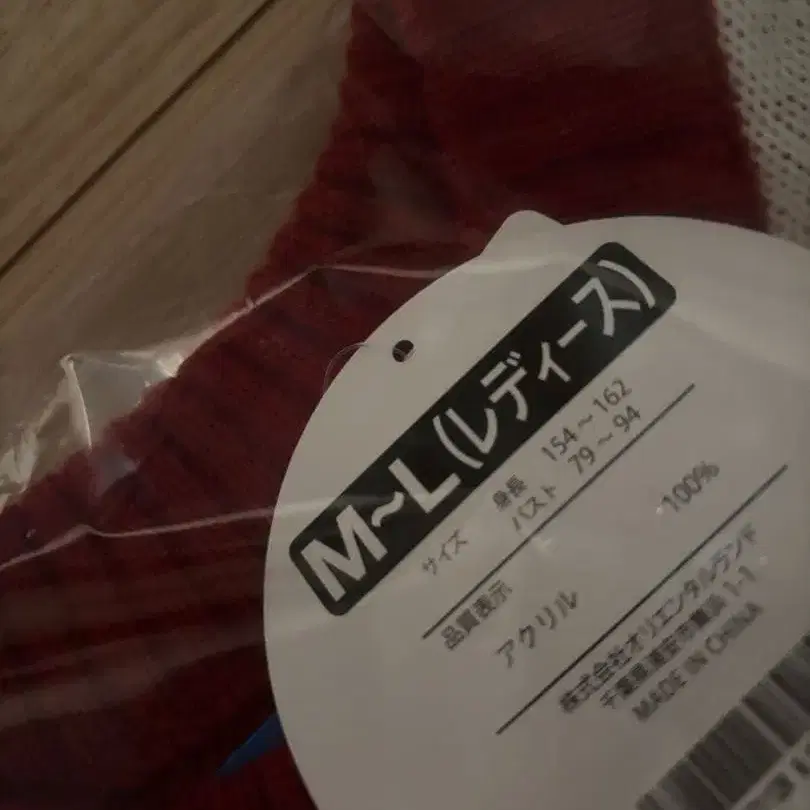 M~L(レディース)
サイズ 身長 154～162
バスト 79～94
品質表示
アクリル 100%
株式会社オリエンタルランド
千葉県浦安市舞浜 1-1
MADE IN CHINA